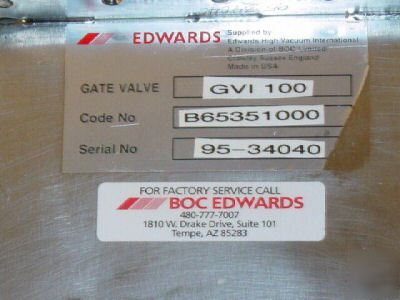 EDWARDS
Supplied by
Edwards High Vacuum International
A Division of BOC Limited
Crawley Sussex England
Made in USA
GATE VALVE GVI 100
Code No B65351000
Serial No 95-34040
FOR FACTORY SERVICE CALL
BOC EDWARDS
480-777-7007
1810 W. Drake Drive, Suite 101
Tempe, AZ 85283